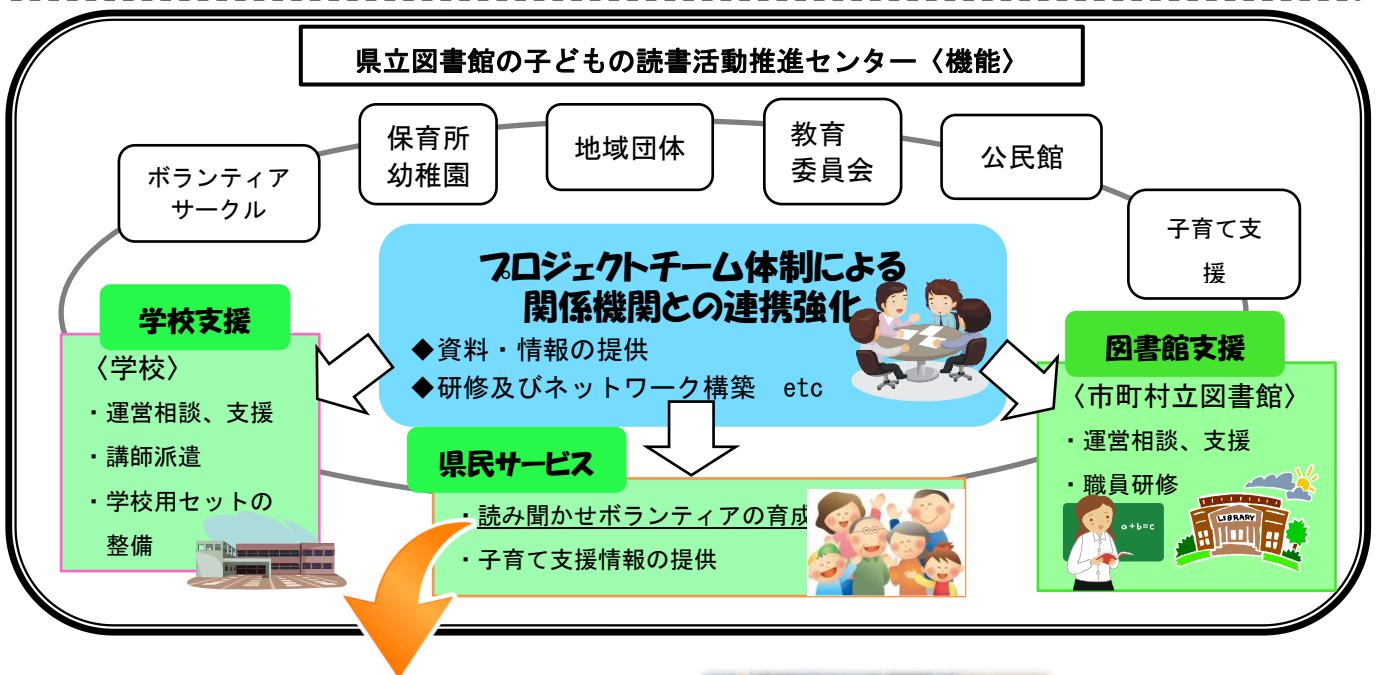 県立図書館の子どもの読書活動推進センター〈機能〉
ボランティア
サークル
保育所
幼稚園
地域団体
教育
委員会
公民館
子育て支
援
プロジェクトチーム体制による
関係機関との連携強化
◆資料・情報の提供
◆研修及びネットワーク構築　etc
学校支援
〈学校〉
・運営相談、支援
・講師派遣
・学校用セットの
整備
県民サービス
・読み聞かせボランティアの育成
・子育て支援情報の提供
図書館支援
〈市町村立図書館〉
・運営相談、支援
・職員研修
a+b=c
LIBRARY